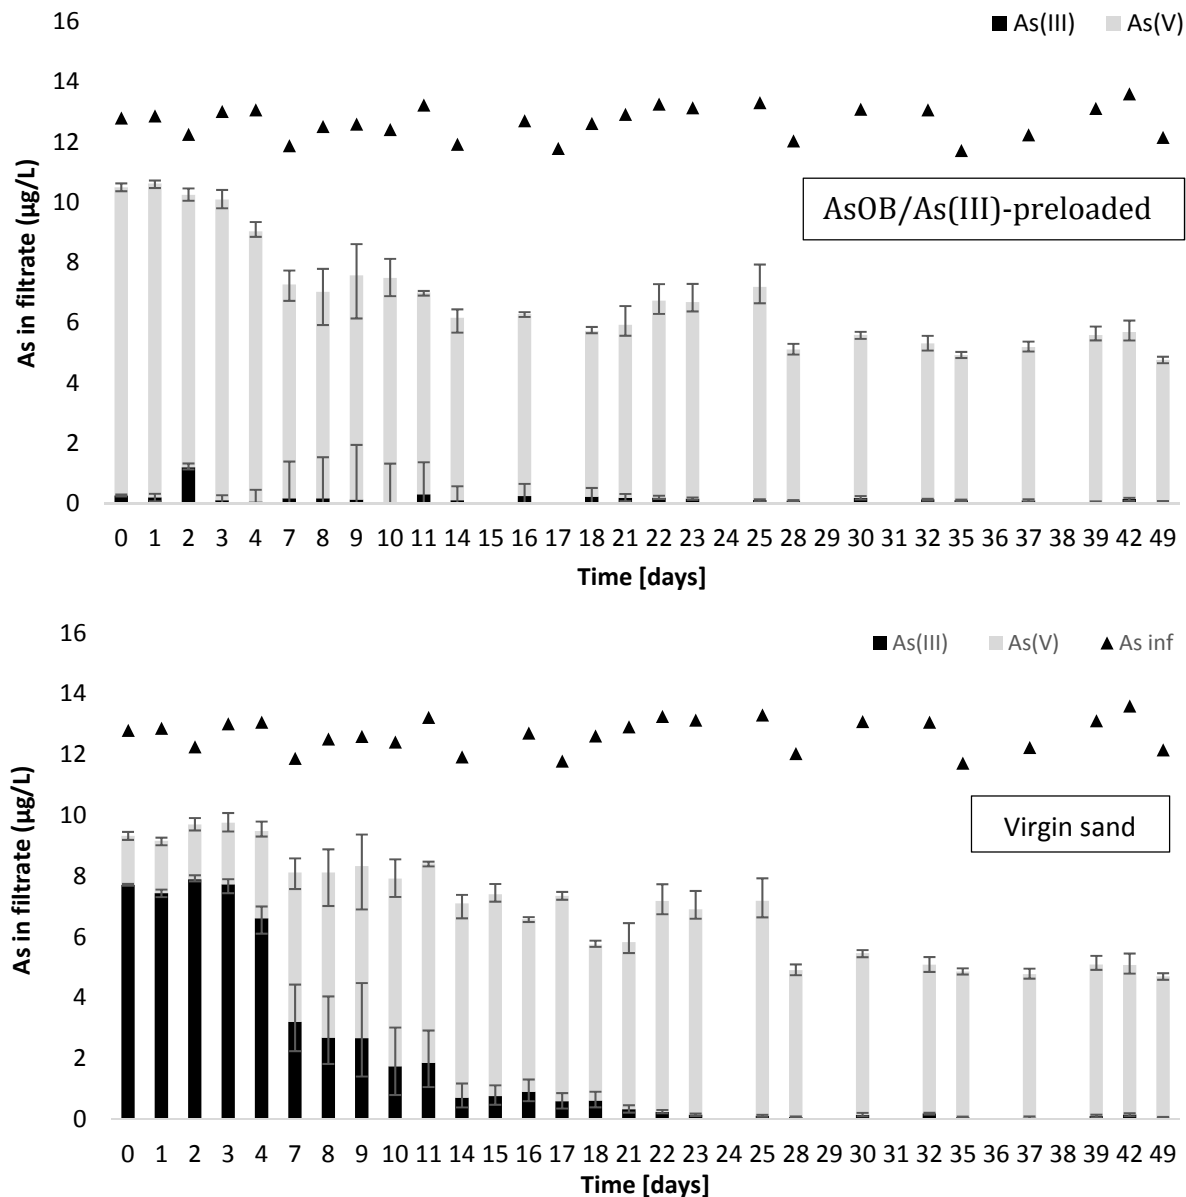 16
As(III) As(V)
14
12
AsOB/As(III)-preloaded
10
8
6
4
2
0
As in filtrate (µg/L)
0 1 2 3 4 7 8 9 10 11 14 15 16 17 18 21 22 23 24 25 28 29 30 31 32 35 36 37 38 39 42 49
Time [days]
16
As(III) As(V) As inf
14
12
10
Virgin sand
8
6
4
2
0
As in filtrate (µg/L)
0 1 2 3 4 7 8 9 10 11 14 15 16 17 18 21 22 23 24 25 28 29 30 31 32 35 36 37 38 39 42 49
Time [days]